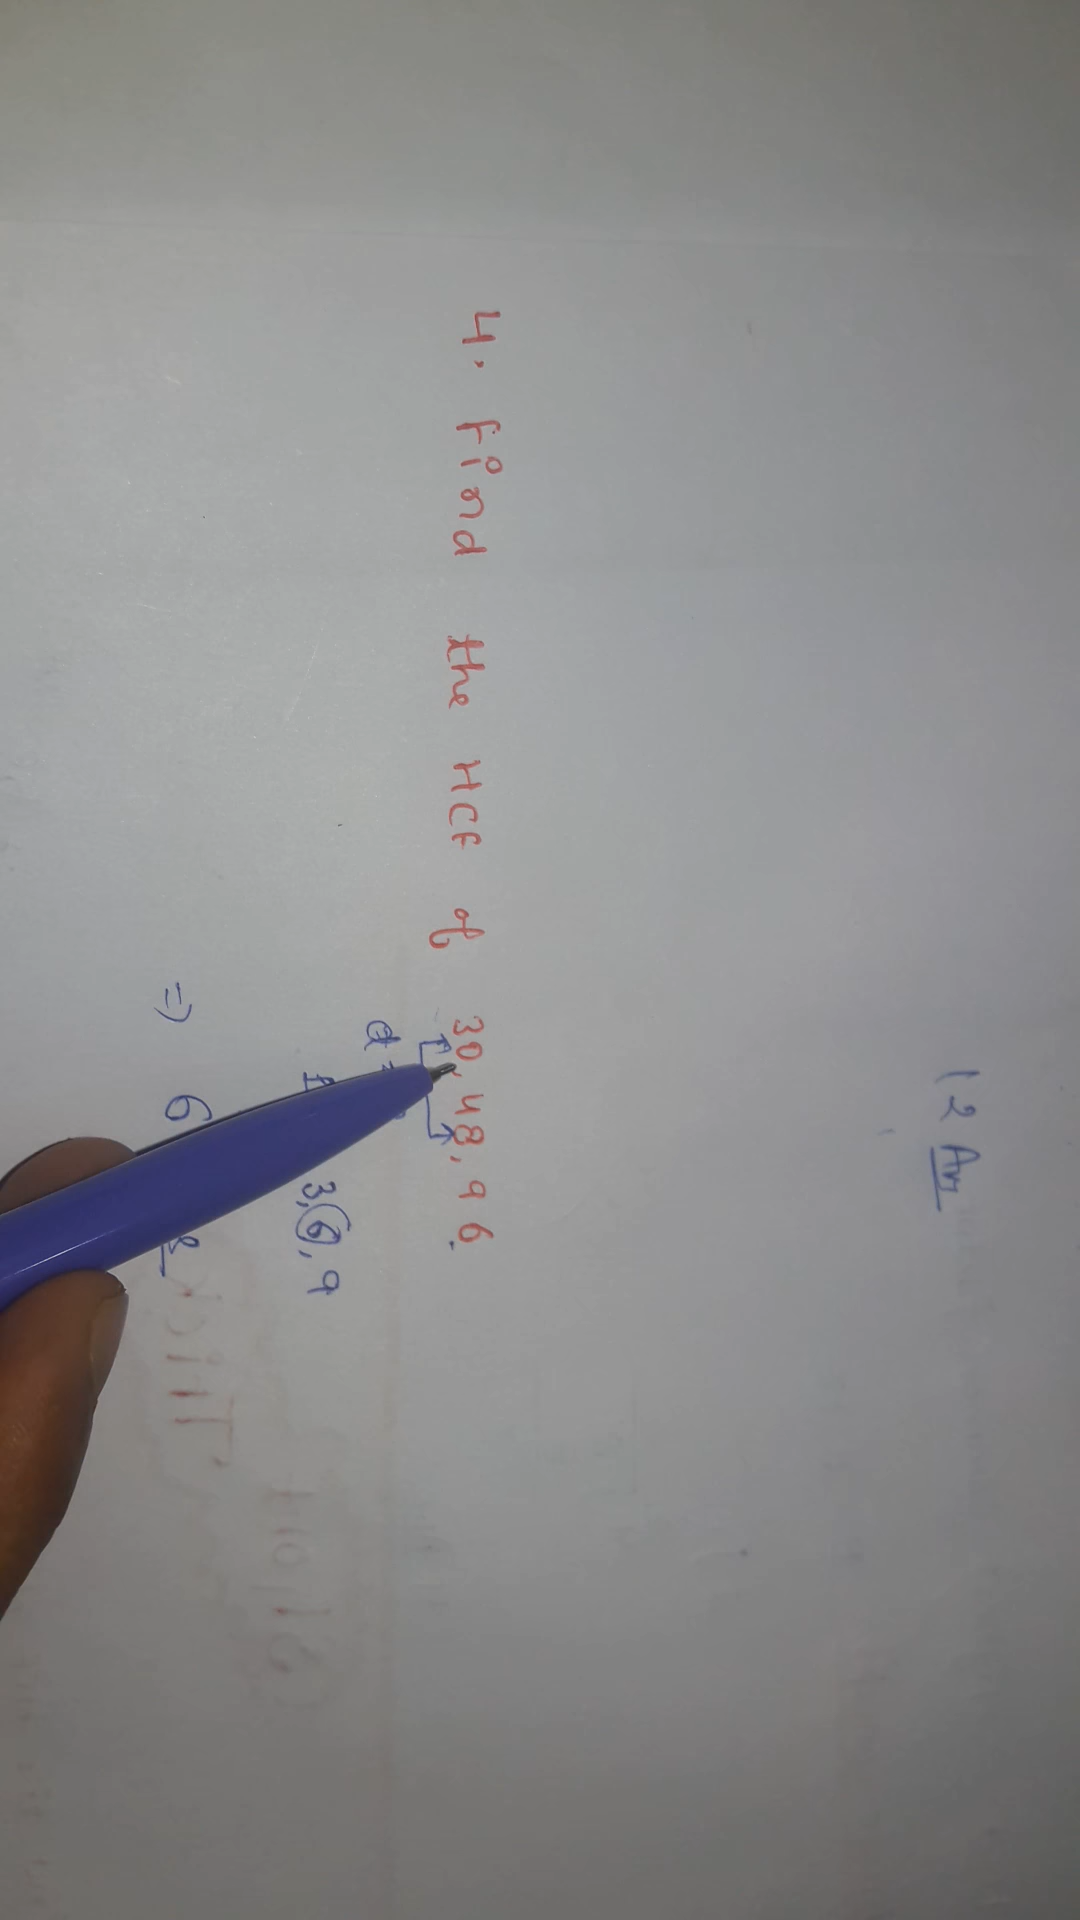 12 Ans
4. Find the HCF of 30, 48, 96
d
3, 6, 9
=) 6